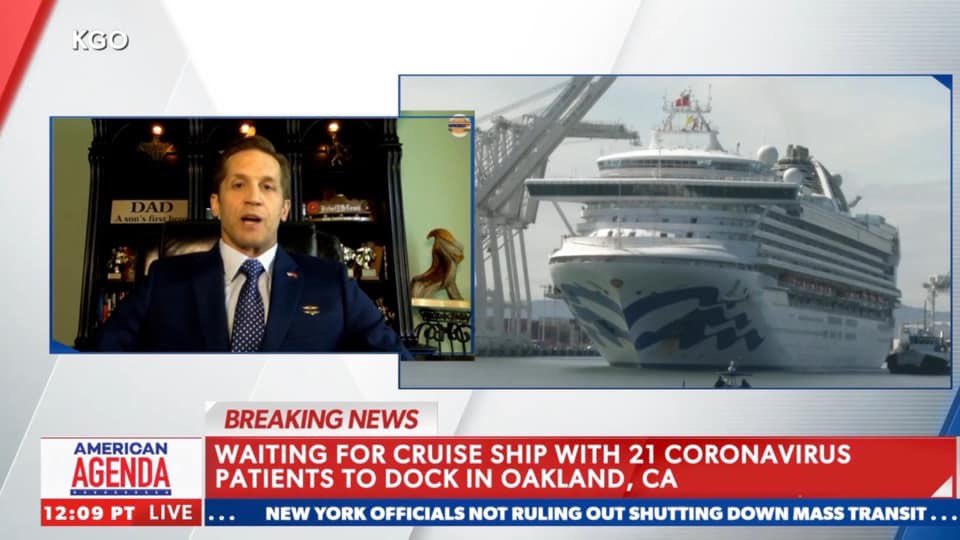 KGO
DAD
A son's first hero
BREAKING NEWS
AMERICAN
AGENDA
WAITING FOR CRUISE SHIP WITH 21 CORONAVIRUS
PATIENTS TO DOCK IN OAKLAND, CA
12:09 PT LIVE
... NEW YORK OFFICIALS NOT RULING OUT SHUTTING DOWN MASS TRANSIT ...